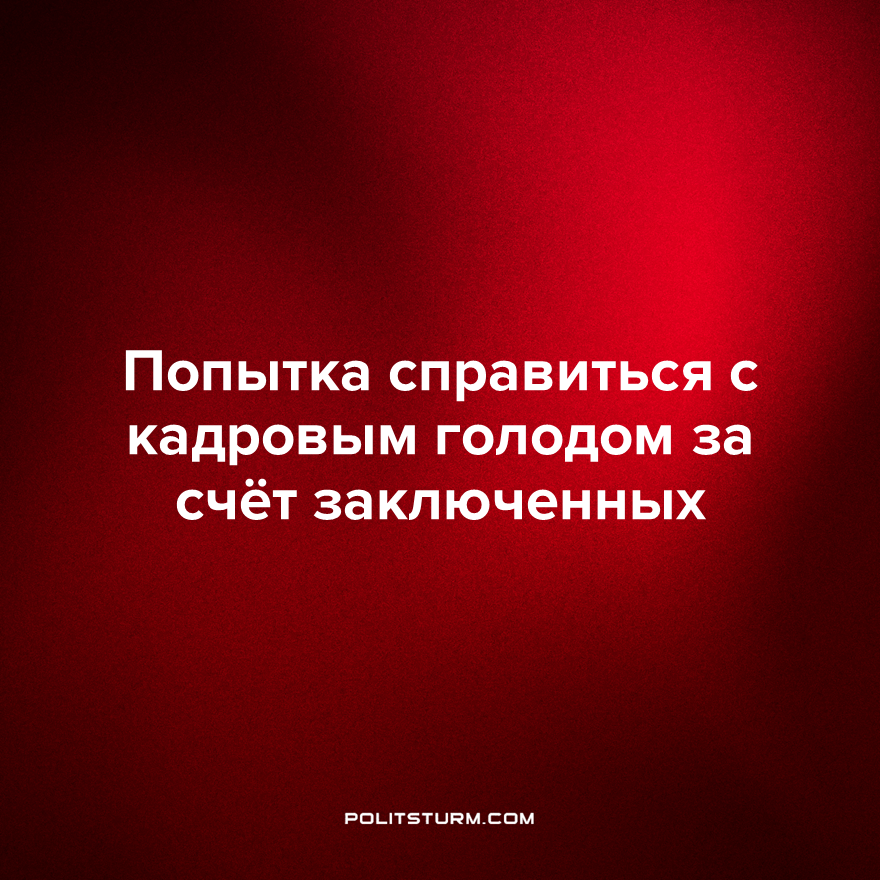 Попытка справиться с
кадровым голодом за
счёт заключенных
POLITSTURM.COM